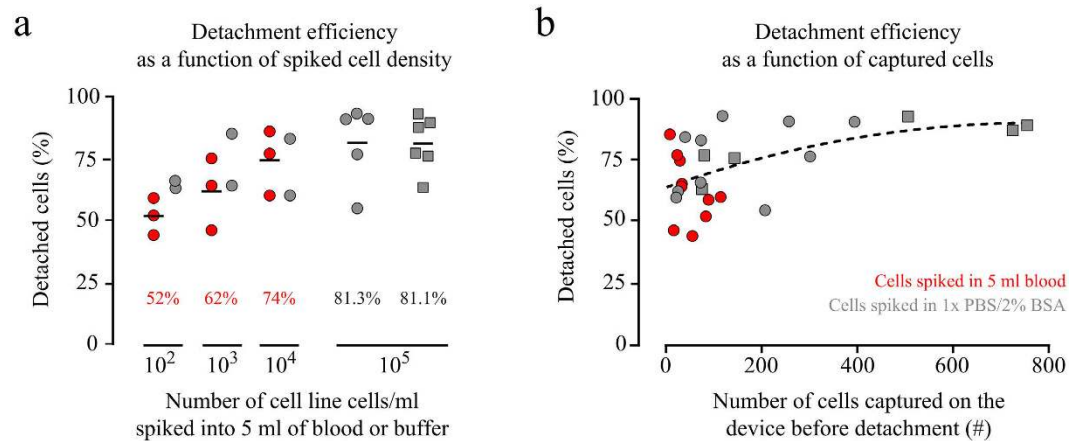 a
Detachment efficiency
as a function of spiked cell density
Detached cells (%)
100
75
50
25
0
52%
62%
74%
81.3%
81.1%
10²
10³
10⁴
10⁵
Number of cell line cells/ml
spiked into 5 ml of blood or buffer
b
Detachment efficiency
as a function of captured cells
Detached cells (%)
100
75
50
25
0
Cells spiked in 5 ml blood
Cells spiked in 1x PBS/2% BSA
0
200
400
600
800
Number of cells captured on the
device before detachment (#)